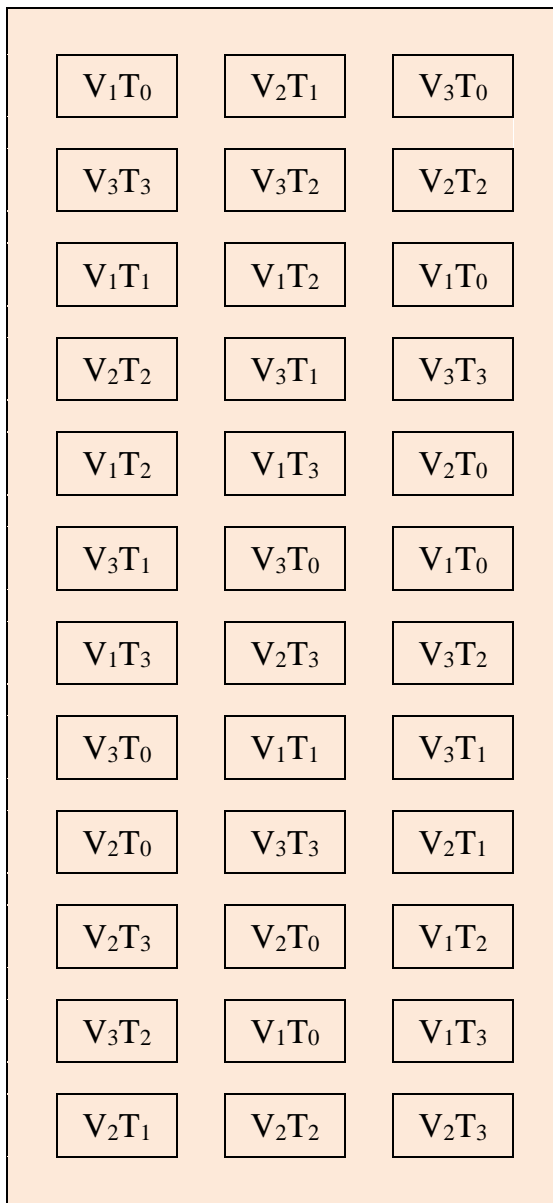 V₁T₀ V₂T₁ V₃T₀
V₃T₃ V₃T₂ V₂T₂
V₁T₁ V₁T₂ V₁T₀
V₂T₂ V₃T₁ V₃T₃
V₁T₂ V₁T₃ V₂T₀
V₃T₁ V₃T₀ V₁T₀
V₁T₃ V₂T₃ V₃T₂
V₃T₀ V₁T₁ V₃T₁
V₂T₀ V₃T₃ V₂T₁
V₂T₃ V₂T₀ V₁T₂
V₃T₂ V₁T₀ V₁T₃
V₂T₁ V₂T₂ V₂T₃